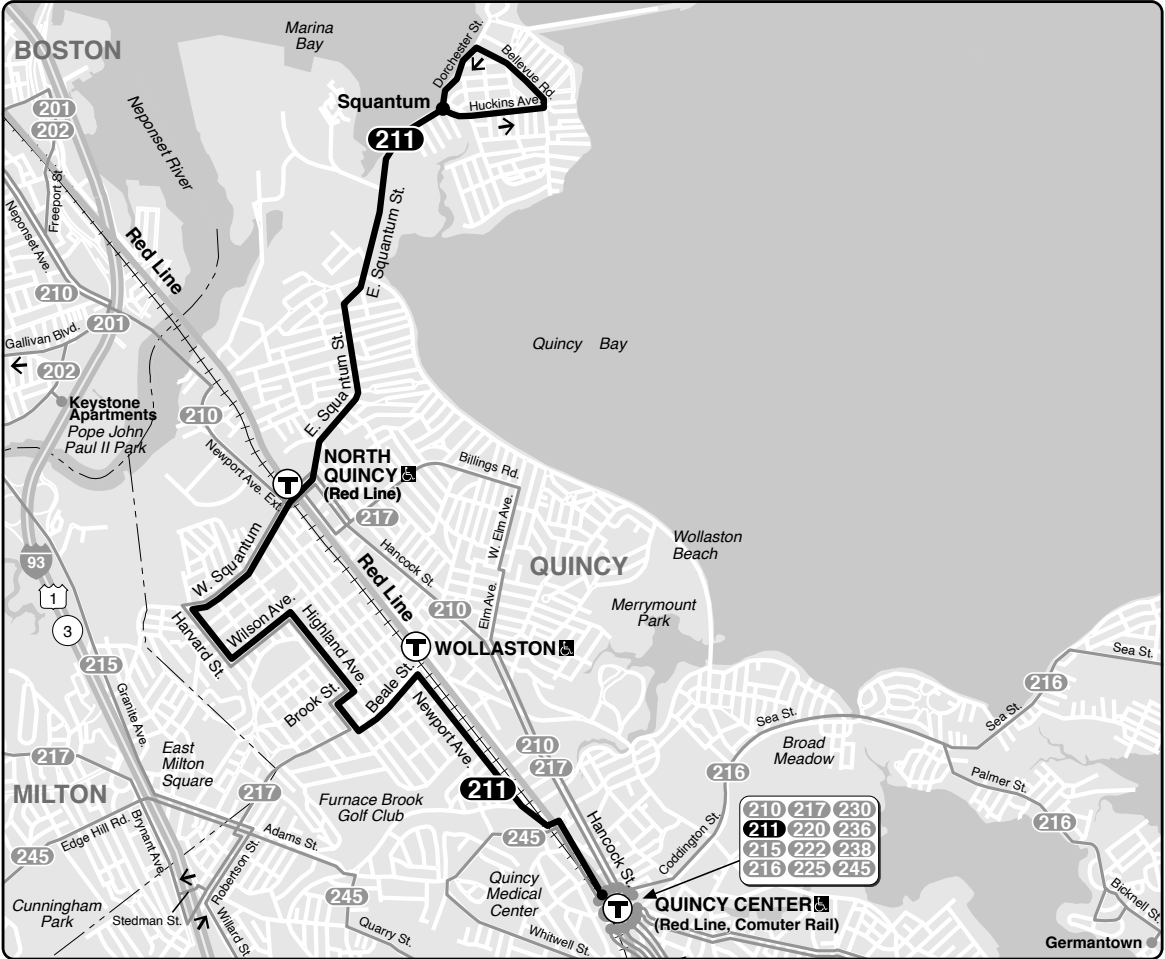 BOSTON
Marina
Bay
Dorchester St.
Bellevue Rd.
Squantum
Huckins Ave.
201
202
Neponset River
211
Freeport St.
Neponset Ave.
Red Line
E. Squantum St.
210
201
Gallivan Blvd.
202
Quincy Bay
E. Squantum St.
Keystone
Apartments
Pope John
Paul II Park
210
Newport Ave. Ext.
NORTH
QUINCY
(Red Line)
T
Billings Rd.
217
W. Elm Ave.
Hancock St.
Wollaston
Beach
93
1
3
W. Squantum
Red Line
QUINCY
Elm Ave.
210
Merrymount
Park
Harvard St.
Wilson Ave.
Highland Ave.
T
WOLLASTON
215
Granite Ave.
Brook St.
Beale St.
Newport Ave.
Sea St.
216
Sea St.
Sea St.
217
East
Milton
Square
210
217
216
Broad
Meadow
Palmer St.
MILTON
217
Furnace Brook
Golf Club
211
Hancock St.
Coddington St.
216
210 217 230
211 220 236
215 222 238
216 225 245
Edge Hill Rd.
Brynant Ave.
Adams St.
245
245
Robertson St.
245
Quincy
Medical
Center
Bicknell St.
Cunningham
Park
Stedman St.
Willard St.
Quarry St.
Whitwell St.
T
QUINCY CENTER
(Red Line, Comuter Rail)
Germantown